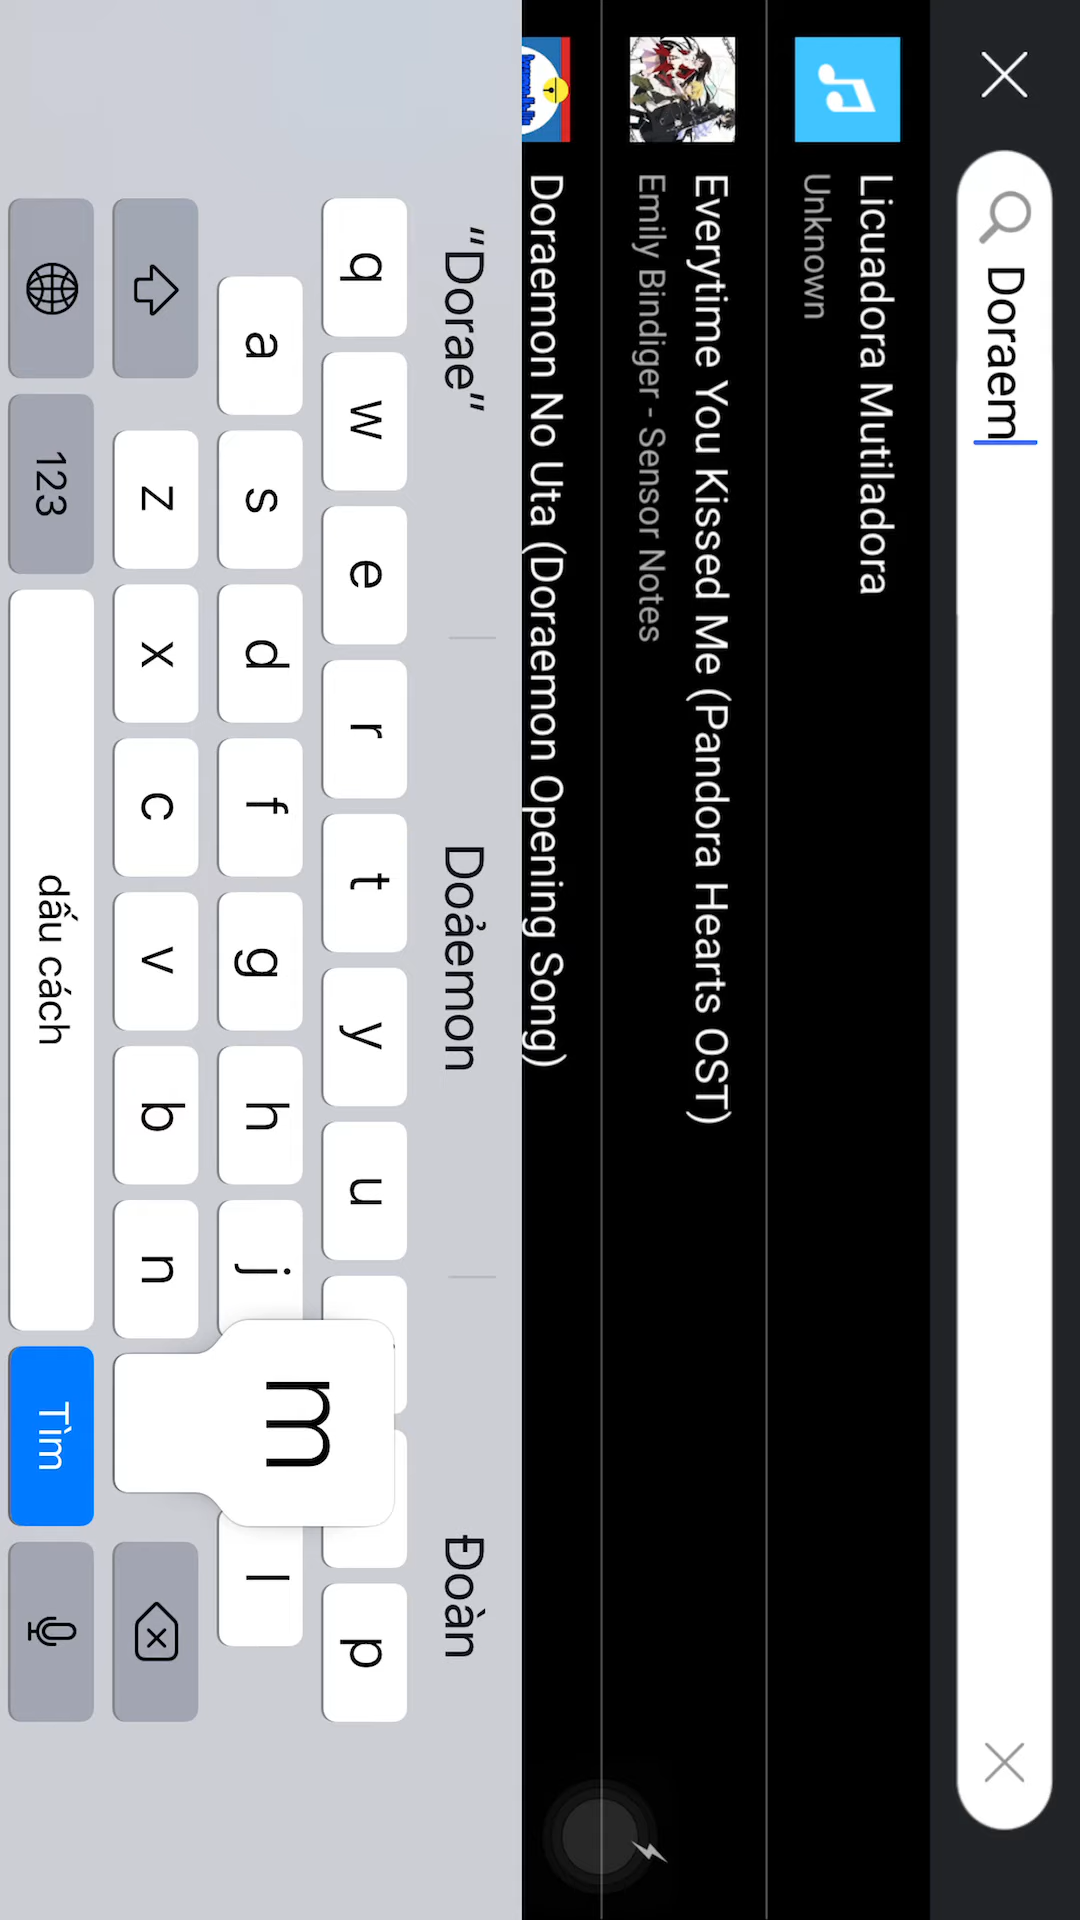 Doraem
Licuadora Mutiladora
Unknown
Everytime You Kissed Me (Pandora Hearts OST)
Emily Bindiger - Sensor Notes
Doraemon No Uta (Doraemon Opening Song)
"Dorae"
Doảemon
Đoàn
q w e r t y u p
a s d f g h j l
m
z x c v b n
123
dấu cách
Tìm